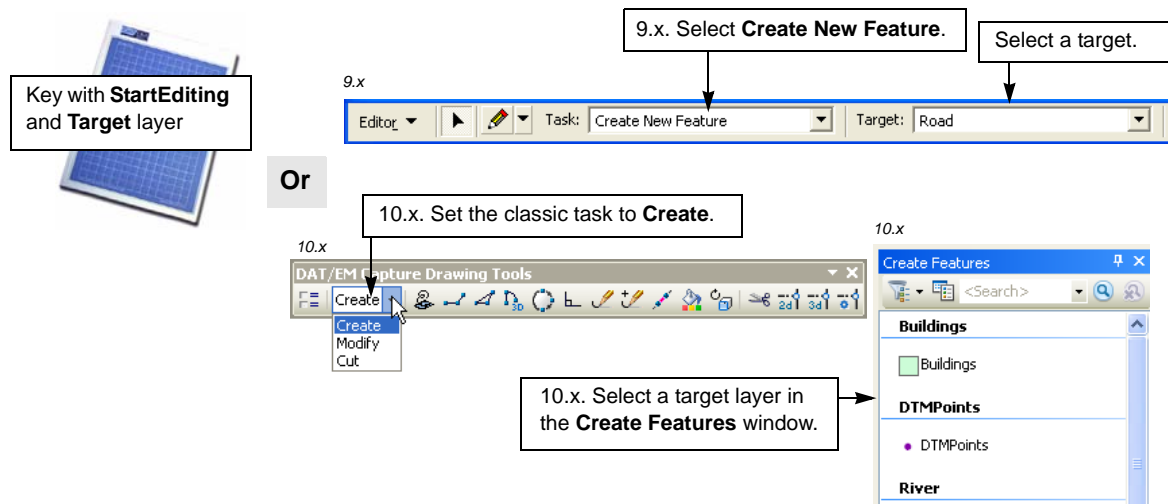 9.x. Select Create New Feature.
Select a target.
Key with StartEditing
and Target layer
9.x
Editor
Task: Create New Feature
Target: Road
Or
10.x. Set the classic task to Create.
10.x
DAT/EM Capture Drawing Tools
Create
2d 3d
Create
Modify
Cut
10.x
Create Features
<Search>
Buildings
Buildings
DTMPoints
DTMPoints
River
10.x. Select a target layer in
the Create Features window.